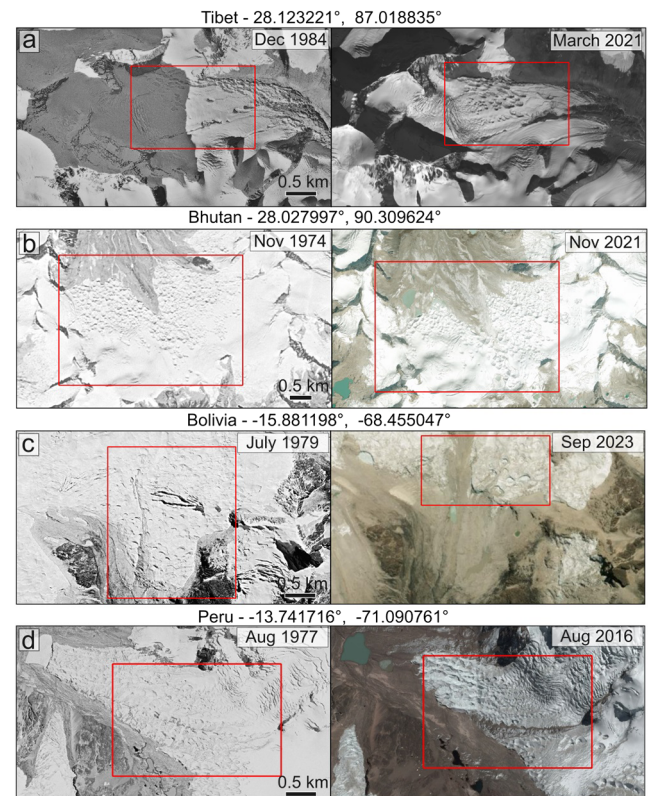 Tibet - 28.123221°, 87.018835°
a
Dec 1984
March 2021
0.5 km
Bhutan - 28.027997°, 90.309624°
b
Nov 1974
Nov 2021
0.5 km
Bolivia - -15.881198°, -68.455047°
c
July 1979
Sep 2023
0.5 km
Peru - -13.741716°, -71.090761°
d
Aug 1977
Aug 2016
0.5 km